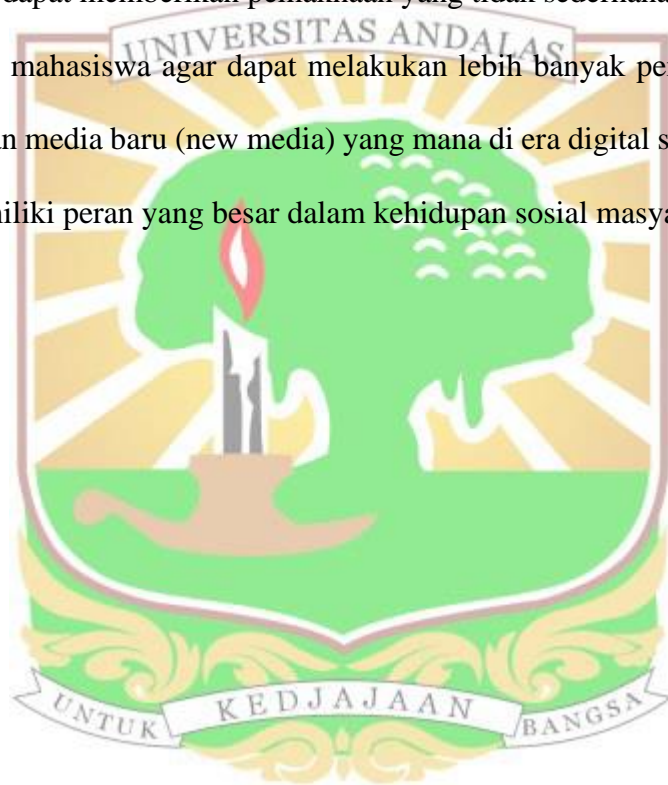 dapat memberikan pemaknaan yang tidak sederhana
UNIVERSITAS ANDALAS
mahasiswa agar dapat melakukan lebih banyak
media baru (new media) yang mana di era digital
peran yang besar dalam kehidupan sosial
UNTUK KEDJAJAAN BANGSA